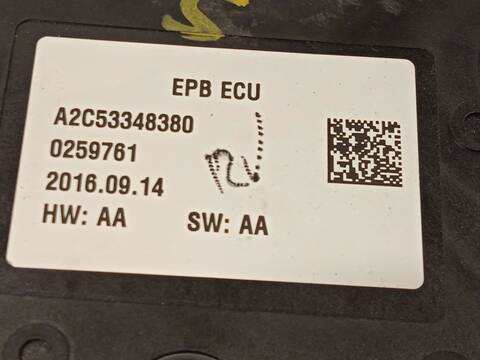 EPB ECU
A2C53348380
0259761
2016.09.14
HW: AA SW: AA